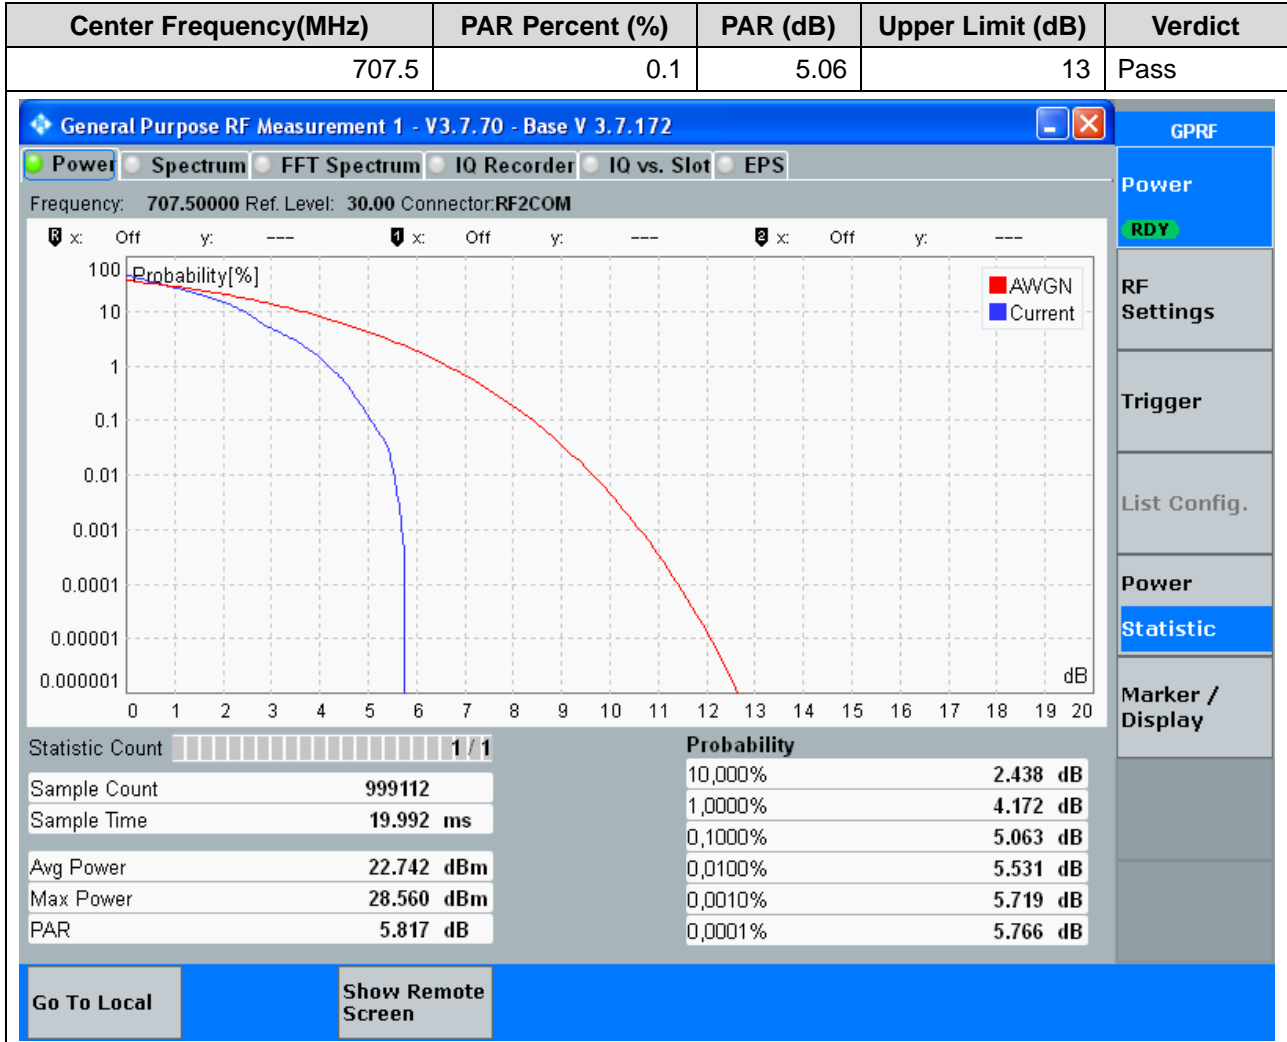 Center Frequency(MHz) PAR Percent (%) PAR (dB) Upper Limit (dB) Verdict
707.5 0.1 5.06 13 Pass
General Purpose RF Measurement 1 - V3.7.70 - Base V 3.7.172
GPRF
Power Spectrum FFT Spectrum IQ Recorder IQ vs. Slot EPS
Power
RDY
Frequency: 707.50000 Ref. Level: 30.00 Connector:RF2COM
R x: Off y: --- 1 x: Off y: --- 2 x: Off y: ---
Probability[%]
AWGN
Current
100
10
1
0.1
0.01
0.001
0.0001
0.00001
0.000001
dB
0 1 2 3 4 5 6 7 8 9 10 11 12 13 14 15 16 17 18 19 20
RF
Settings
Trigger
List Config.
Power
Statistic
Marker /
Display
Statistic Count 1 / 1
Sample Count 999112
Sample Time 19.992 ms
Avg Power 22.742 dBm
Max Power 28.560 dBm
PAR 5.817 dB
Probability
10,000% 2.438 dB
1,0000% 4.172 dB
0,1000% 5.063 dB
0,0100% 5.531 dB
0,0010% 5.719 dB
0,0001% 5.766 dB
Go To Local
Show Remote
Screen